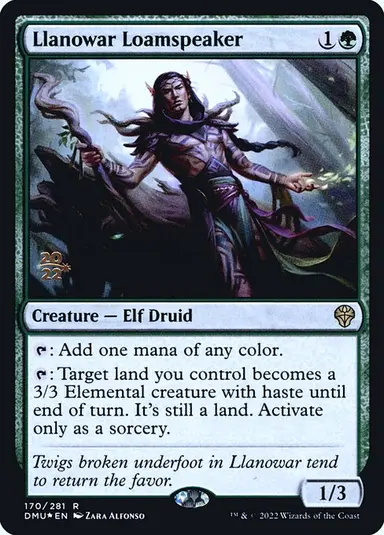 Llanowar Loamspeaker 1
20
22
Creature — Elf Druid
: Add one mana of any color.
: Target land you control becomes a
3/3 Elemental creature with haste until
end of turn. It's still a land. Activate
only as a sorcery.
Twigs broken underfoot in Llanowar tend
to return the favor.
1/3
170/281 R
DMU★EN Zara Alfonso
™ & © 2022 Wizards of the Coast